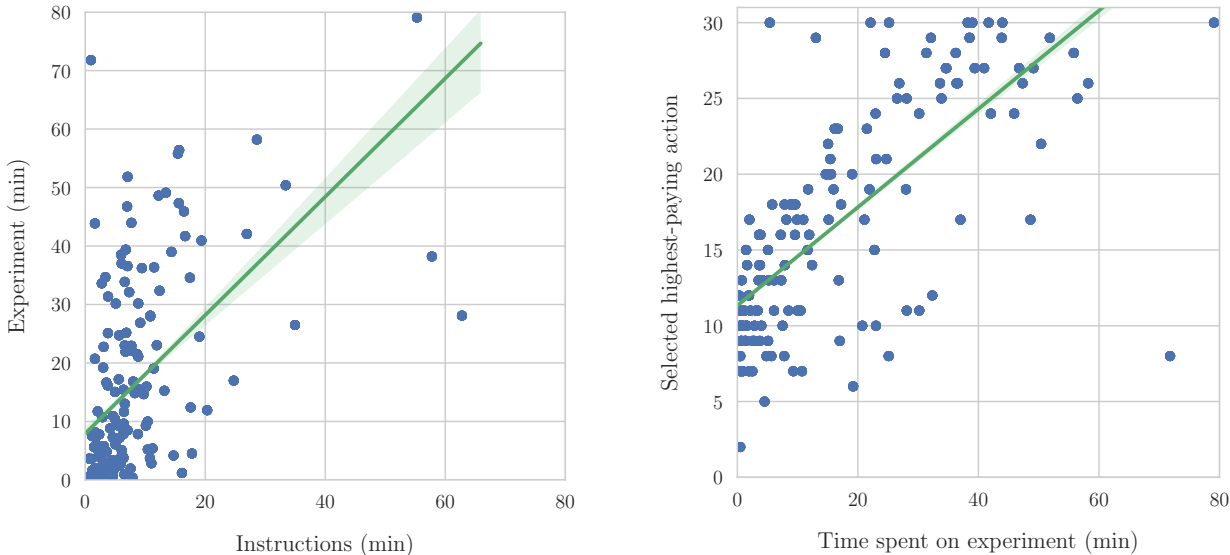 80
70
60
50
40
30
20
10
0
Experiment (min)
0 20 40 60 80
Instructions (min)
30
25
20
15
10
5
0
Selected highest-paying action
0 20 40 60 80
Time spent on experiment (min)